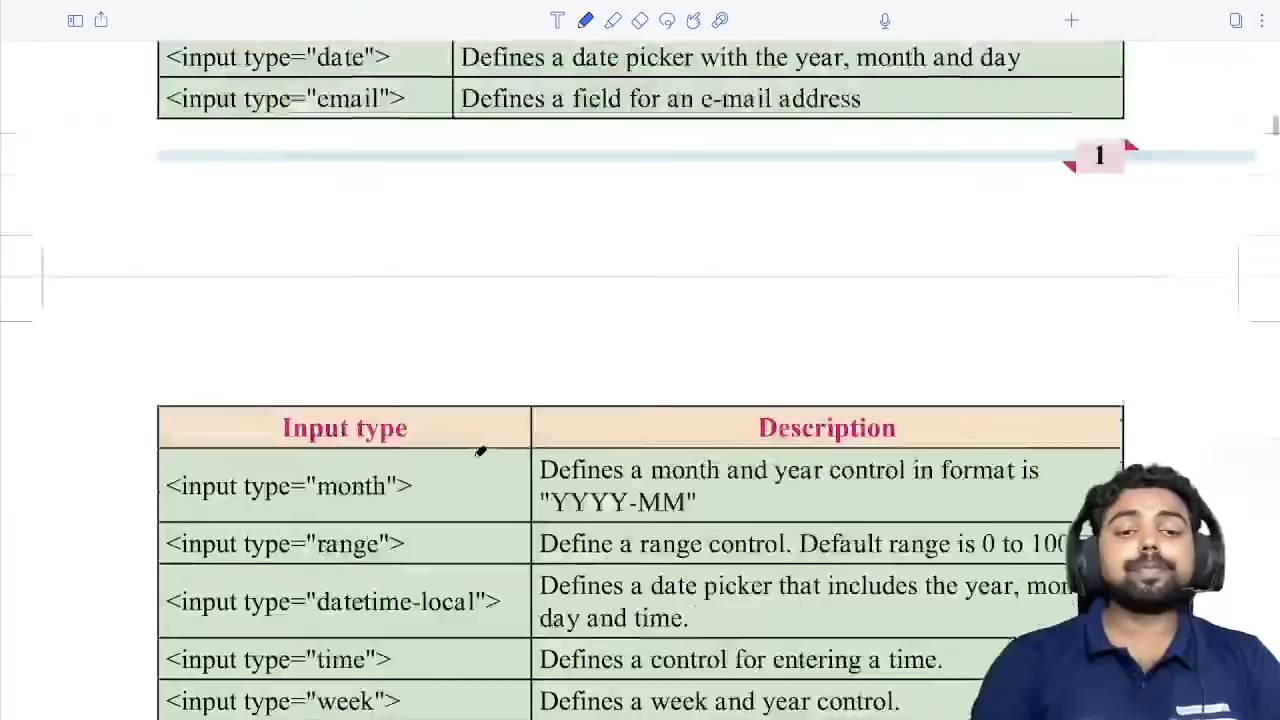 <input type="date"> Defines a date picker with the year, month and day
<input type="email"> Defines a field for an e-mail address
1
Input type Description
<input type="month"> Defines a month and year control in format is
"YYYY-MM"
<input type="range"> Define a range control. Default range is 0 to 100
<input type="datetime-local"> Defines a date picker that includes the year,
day and time.
<input type="time"> Defines a control for entering a time.
<input type="week"> Defines a week and year control.